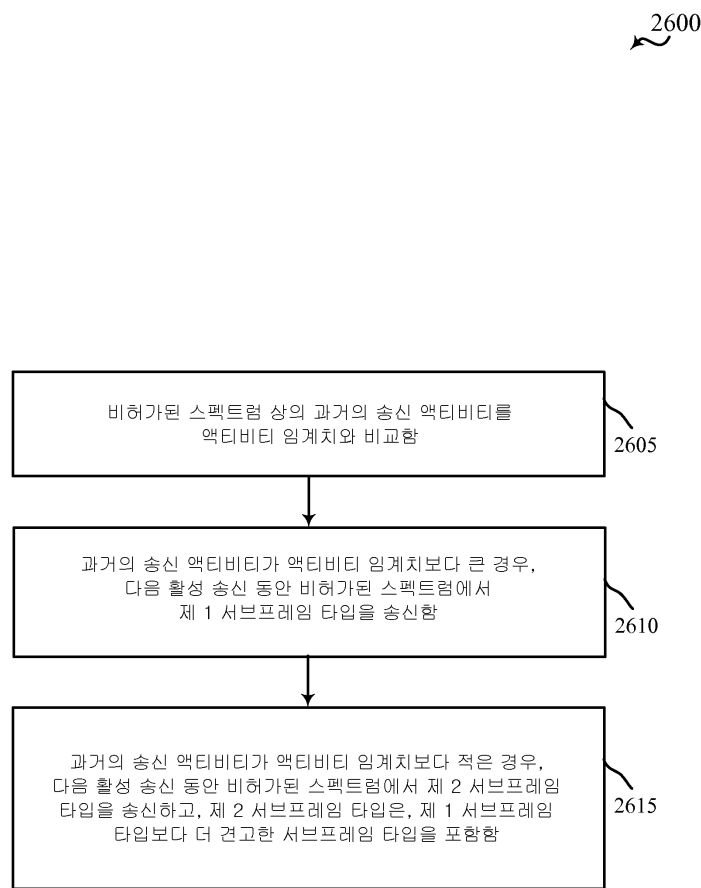 2600
비허가된 스펙트럼 상의 과거의 송신 액티비티를
액티비티 임계치와 비교함
2605
과거의 송신 액티비티가 액티비티 임계치보다 큰 경우,
다음 활성 송신 동안 비허가된 스펙트럼에서
제 1 서브프레임 타입을 송신함
2610
과거의 송신 액티비티가 액티비티 임계치보다 적은 경우,
다음 활성 송신 동안 비허가된 스펙트럼에서 제 2 서브프레임
타입을 송신하고, 제 2 서브프레임 타입은, 제 1 서브프레임
타입보다 더 견고한 서브프레임 타입을 포함함
2615